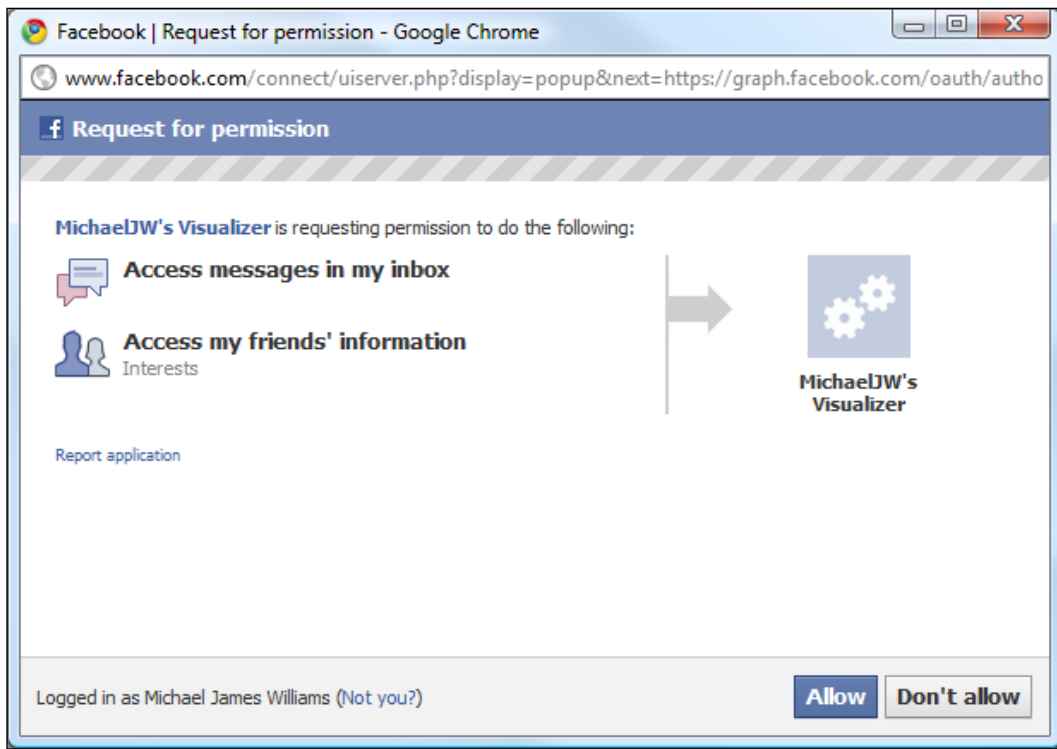 Facebook | Request for permission - Google Chrome
www.facebook.com/connect/uiserver.php?display=popup&next=https://graph.facebook.com/oauth/autho
f Request for permission
MichaelJW's Visualizer is requesting permission to do the following:
Access messages in my inbox
Access my friends' information
Interests
MichaelJW's
Visualizer
Report application
Logged in as Michael James Williams (Not you?)
Allow
Don't allow